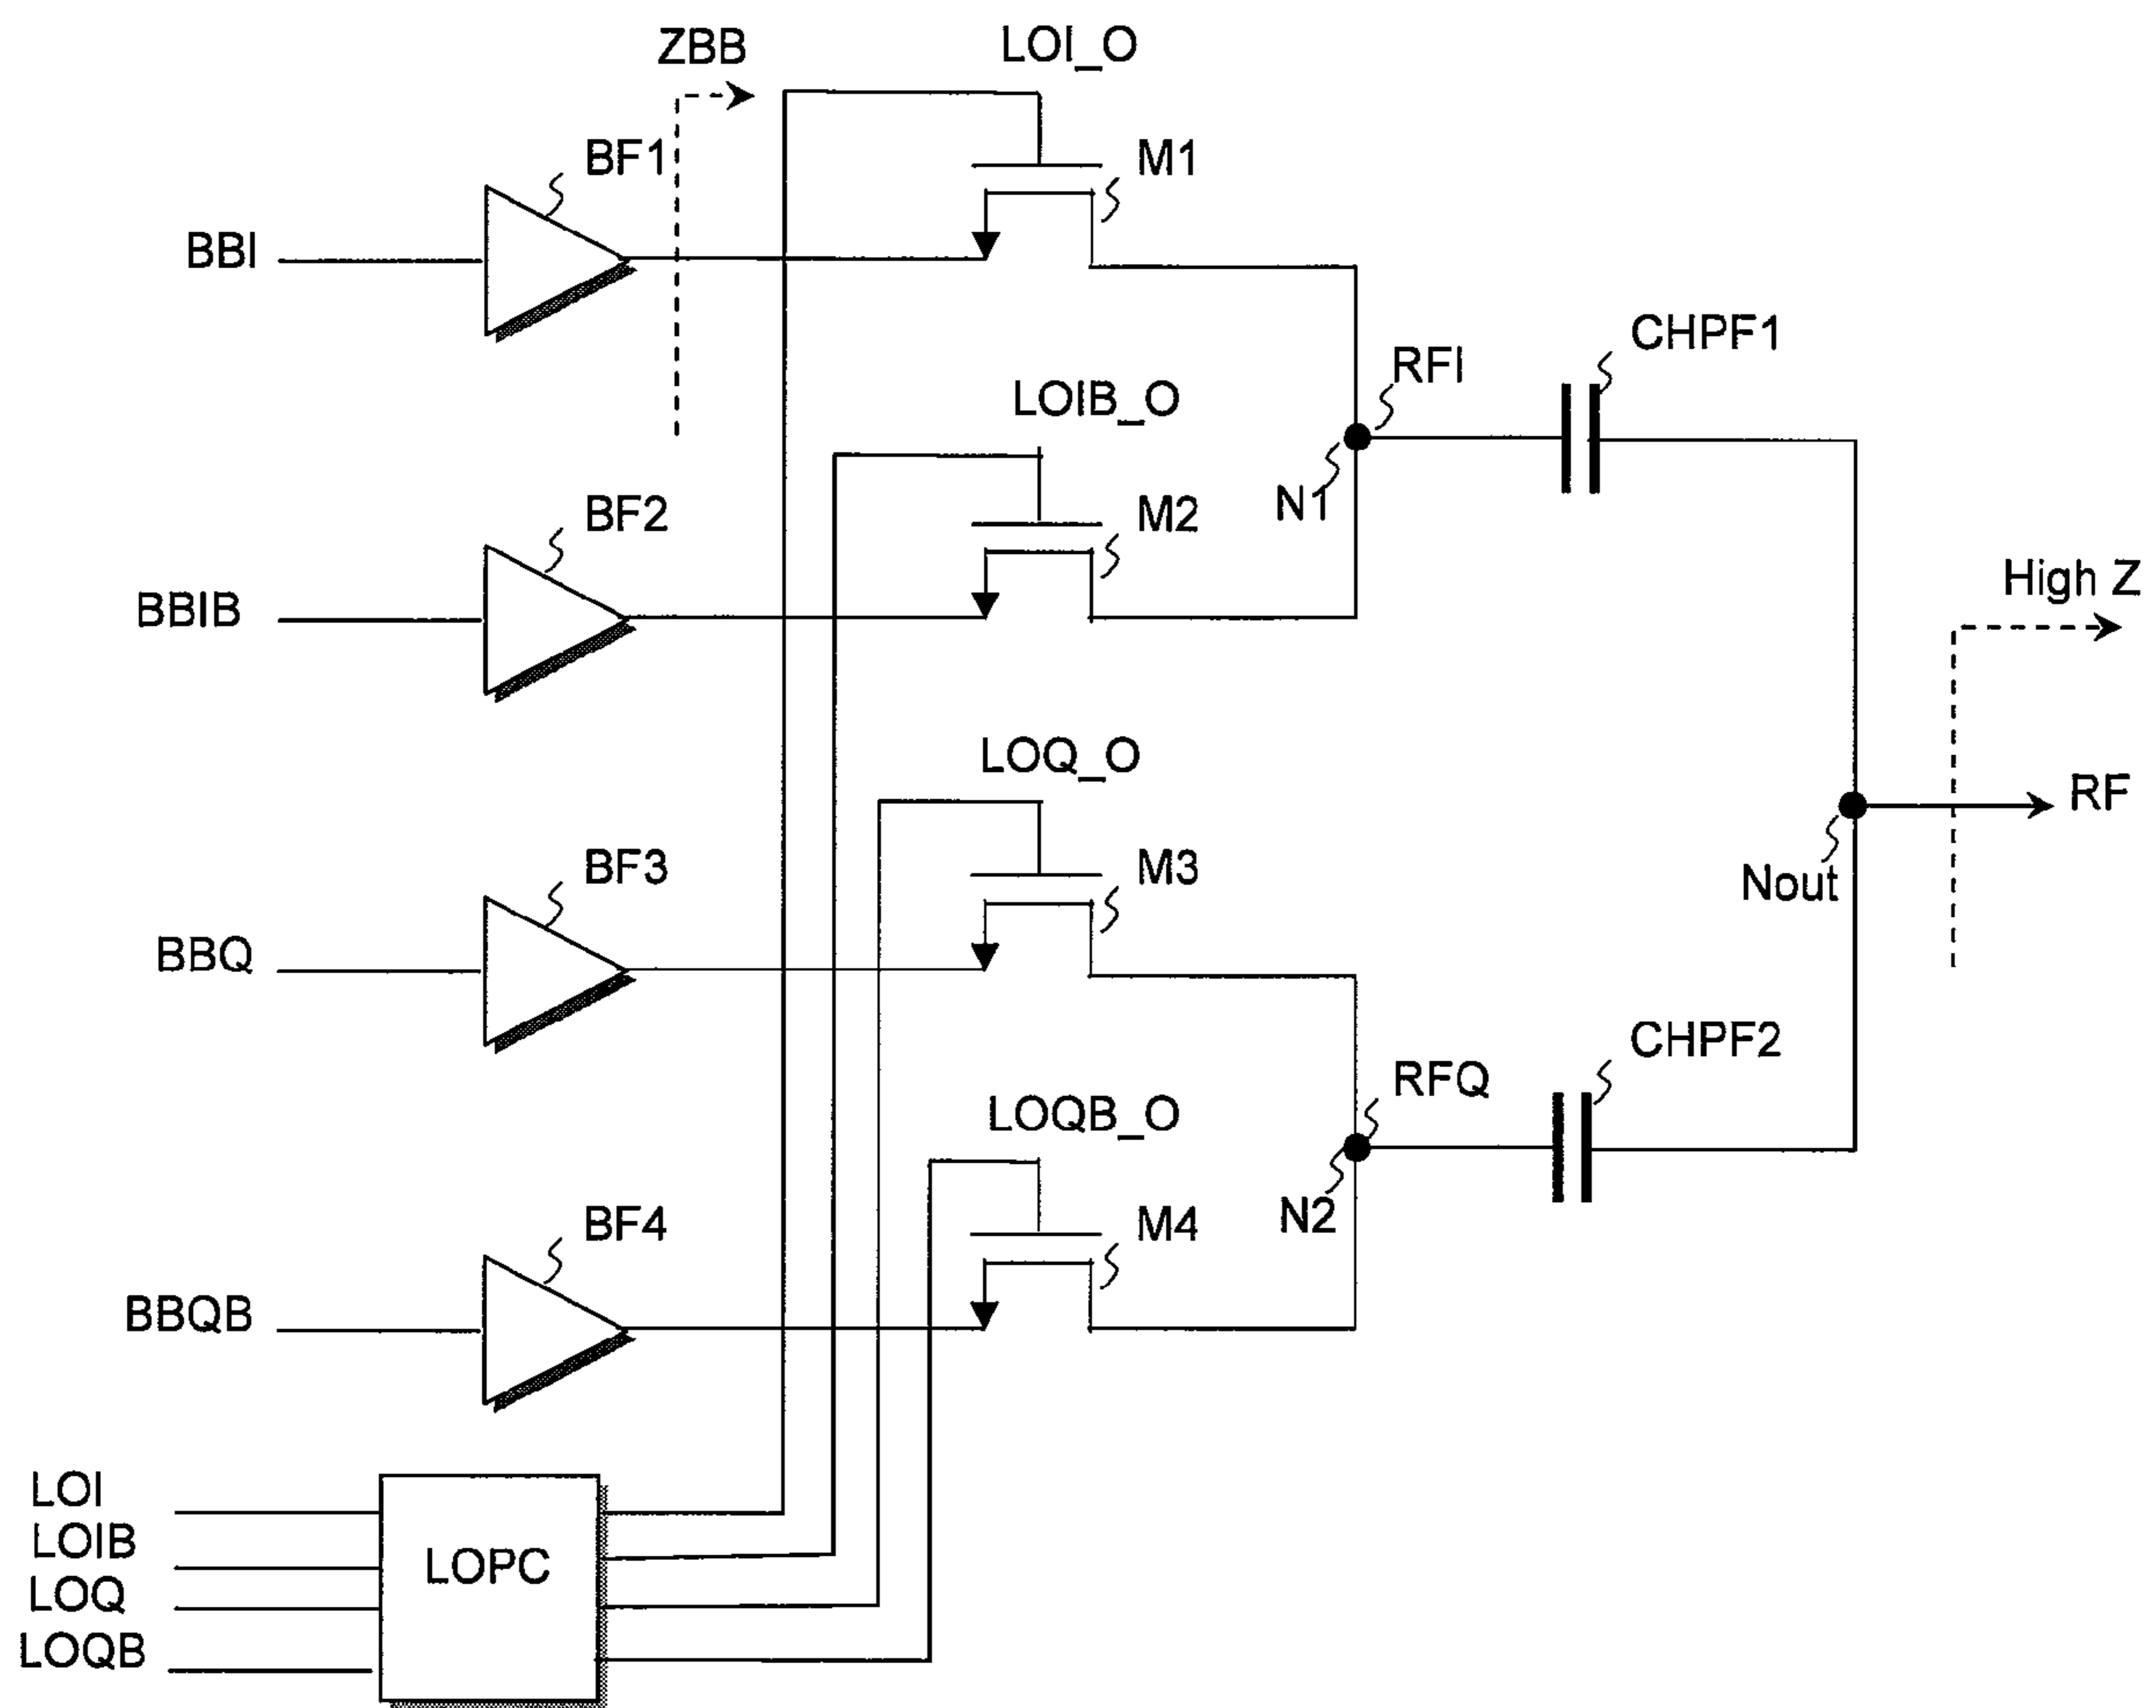 ZBB
LOI_O
BF1
M1
BBI
CHPF1
RFI
LOIB_O
N1
BF2
M2
High Z
BBIB
LOQ_O
RF
BF3
M3
Nout
BBQ
CHPF2
RFQ
LOQB_O
N2
BF4
M4
BBQB
LOI
LOIB
LOPC
LOQ
LOQB